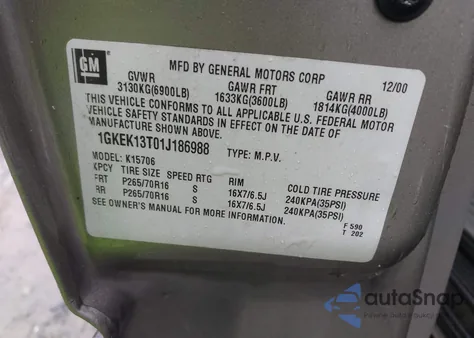 GM
MFD BY GENERAL MOTORS CORP 12/00
GVWR GAWR FRT GAWR RR
3130KG(6900LB) 1633KG(3600LB) 1814KG(4000LB)
THIS VEHICLE CONFORMS TO ALL APPLICABLE U.S. FEDERAL MOTOR
VEHICLE SAFETY STANDARDS IN EFFECT ON THE DATE OF
MANUFACTURE SHOWN ABOVE.
1GKEK13T01J186988 TYPE: M.P.V.
MODEL: K15706
KPCY TIRE SIZE SPEED RTG RIM COLD TIRE PRESSURE
FRT P265/70R16 S 16X7/6.5J 240KPA(35PSI)
RR P265/70R16 S 16X7/6.5J 240KPA(35PSI)
SEE OWNER'S MANUAL FOR MORE INFORMATION.
F 590
T 202
autoSnap